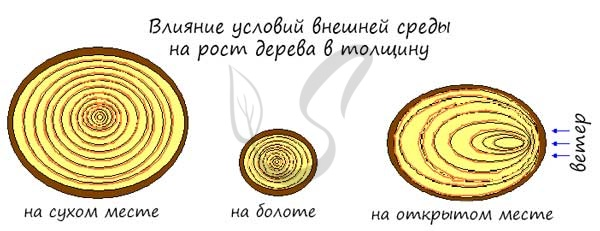 Влияние условий внешней среды
на рост дерева в толщину
ветер
на сухом месте
на болоте
на открытом месте